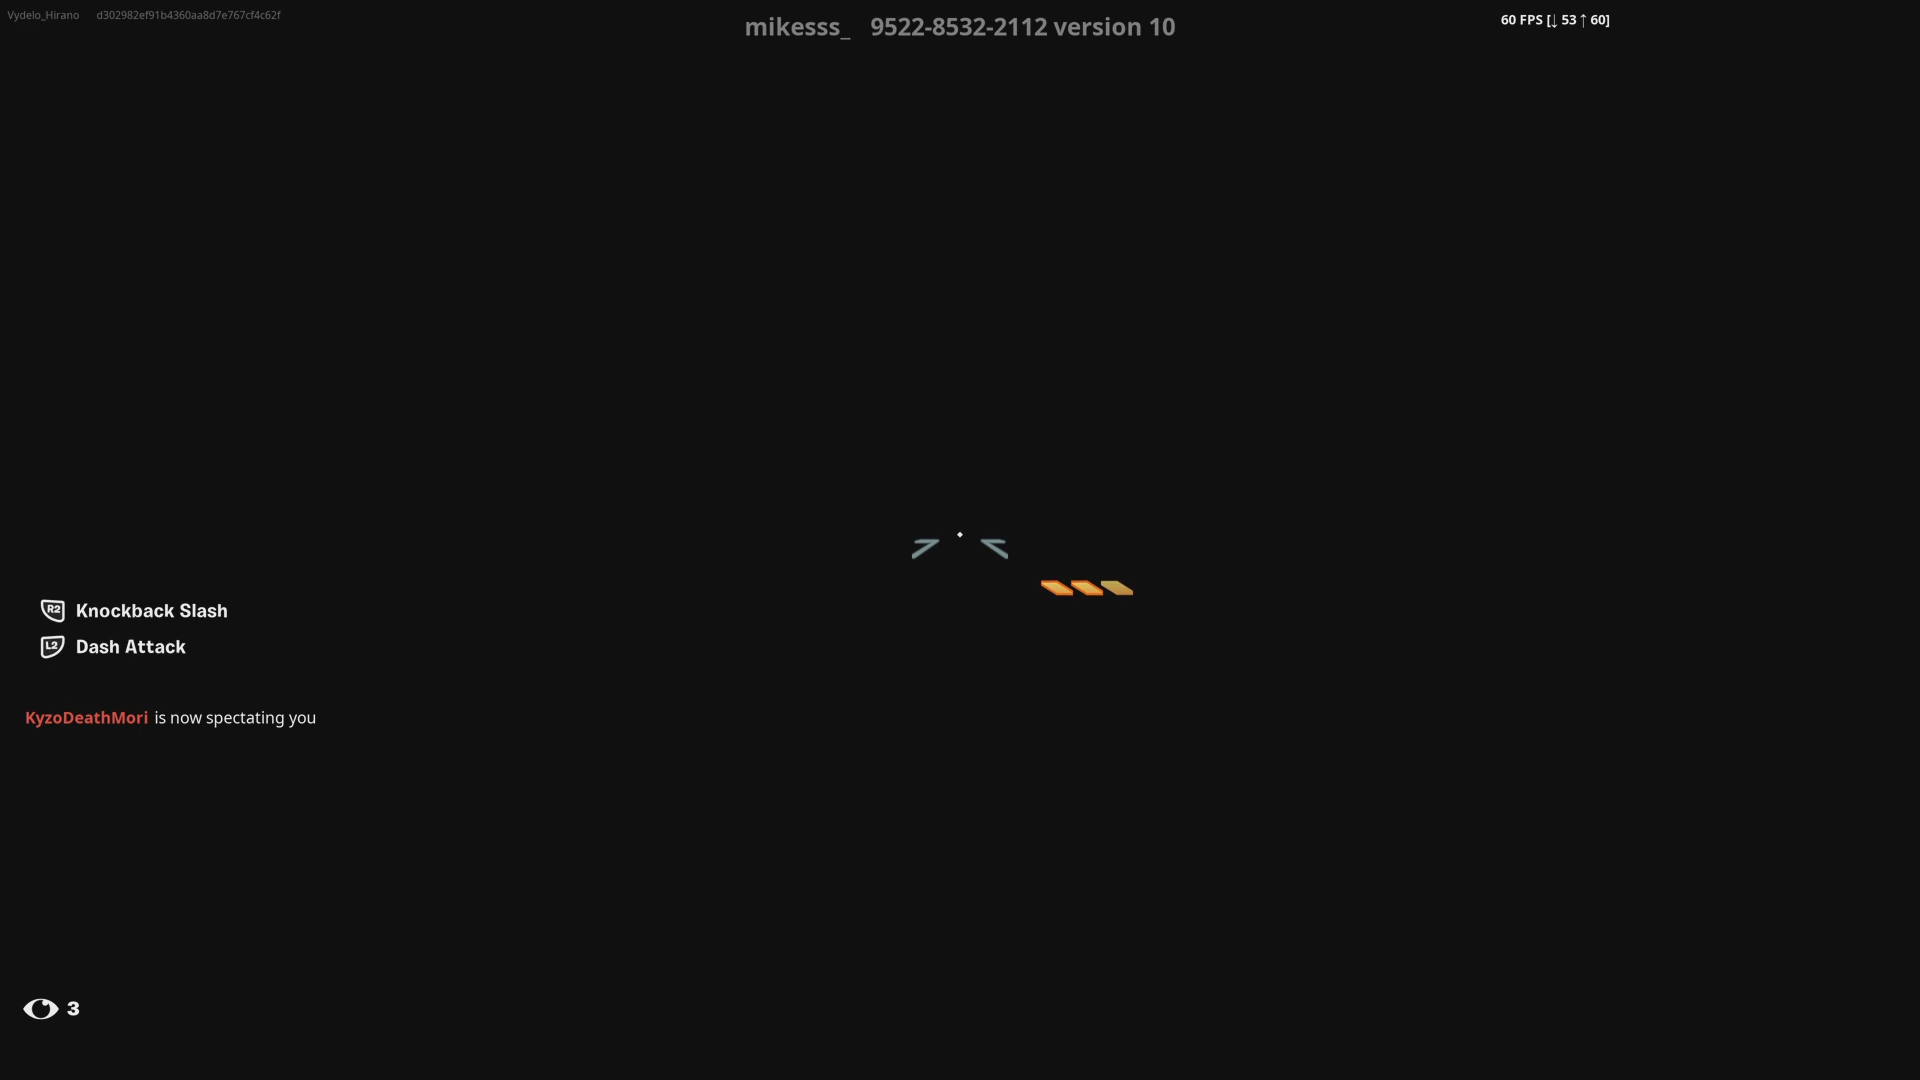 Vydelo_Hirano d302982ef91b4360aa8d7e767cf4c62f
mikesss_ 9522-8532-2112 version 10
60 FPS [↓ 53 ↑ 60]
R2 Knockback Slash
L2 Dash Attack
KyzoDeathMori is now spectating you
3